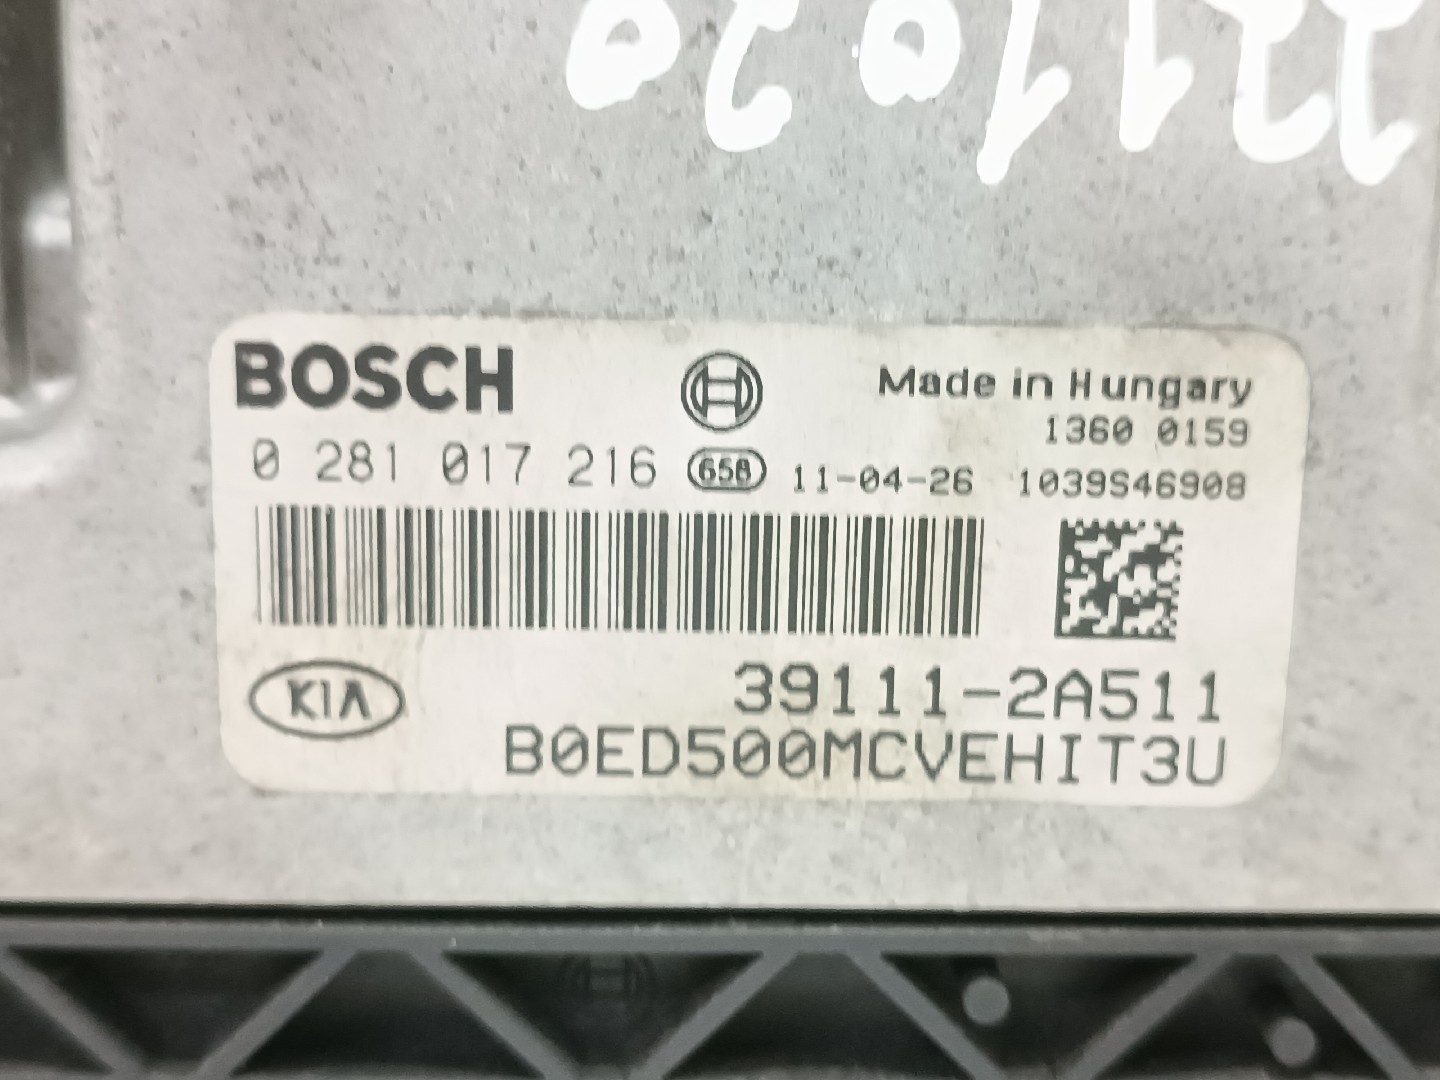 BOSCH
Made in Hungary
1360 0159
0 281 017 216 658 11-04-26 1039S46908
39111-2A511
KIA
B0ED500MCVEHIT3U